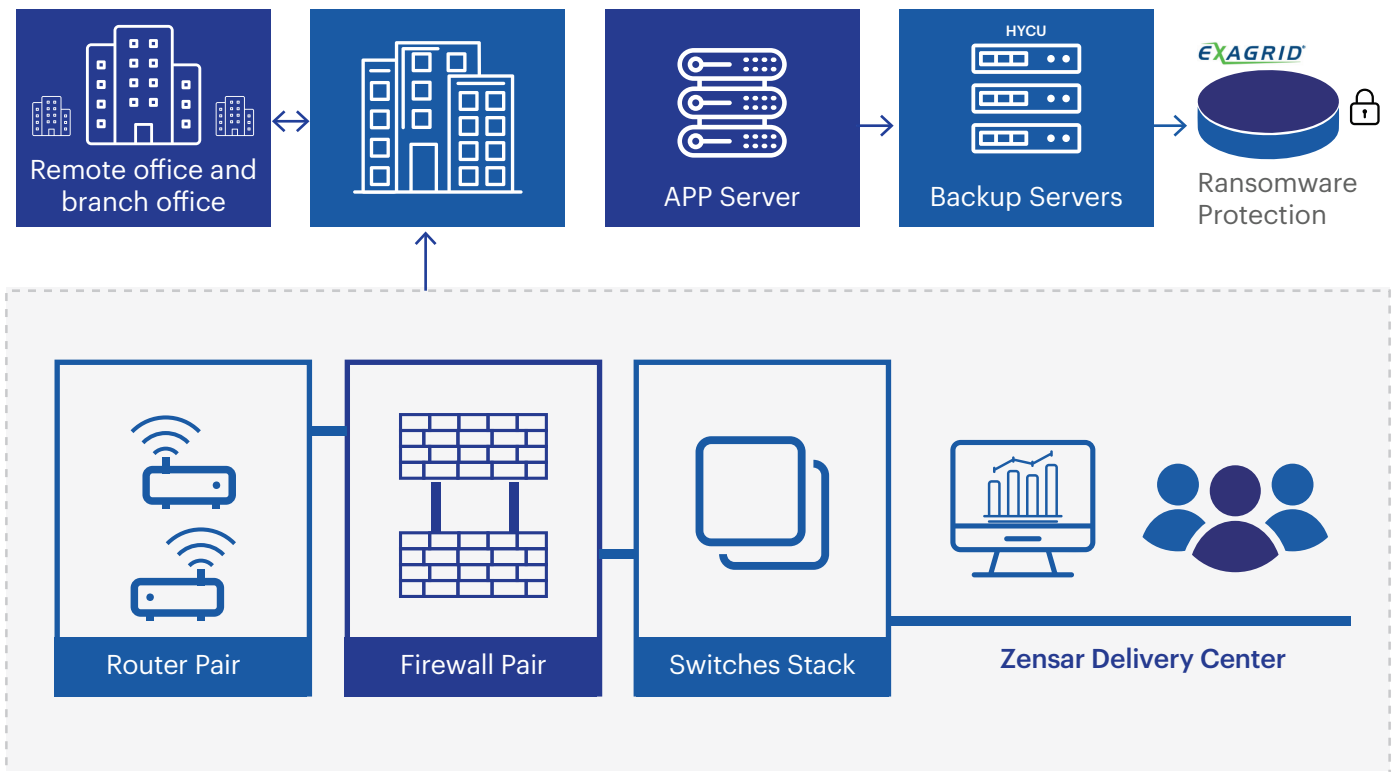 Remote office and
branch office
APP Server
HYCU
Backup Servers
EXAGRID®
Ransomware
Protection
Router Pair
Firewall Pair
Switches Stack
Zensar Delivery Center